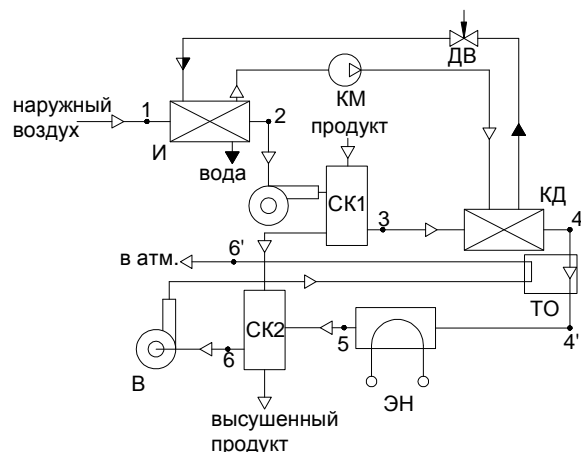 ДВ
КМ
наружный
воздух
1
2
продукт
И
вода
СК1
КД
3
4
6'
в атм.
ТО
СК2
5
4'
6
В
ЭН
высушенный
продукт